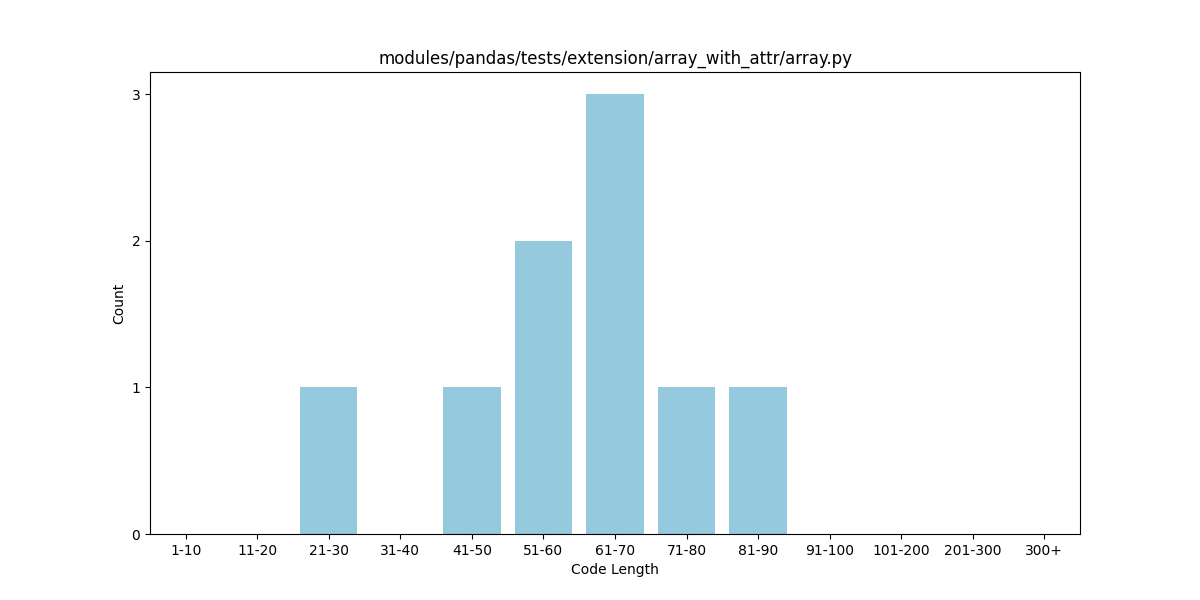 modules/pandas/tests/extension/array_with_attr/array.py
3
2
1
0
Count
1-10 11-20 21-30 31-40 41-50 51-60 61-70 71-80 81-90 91-100 101-200 201-300 300+
Code Length